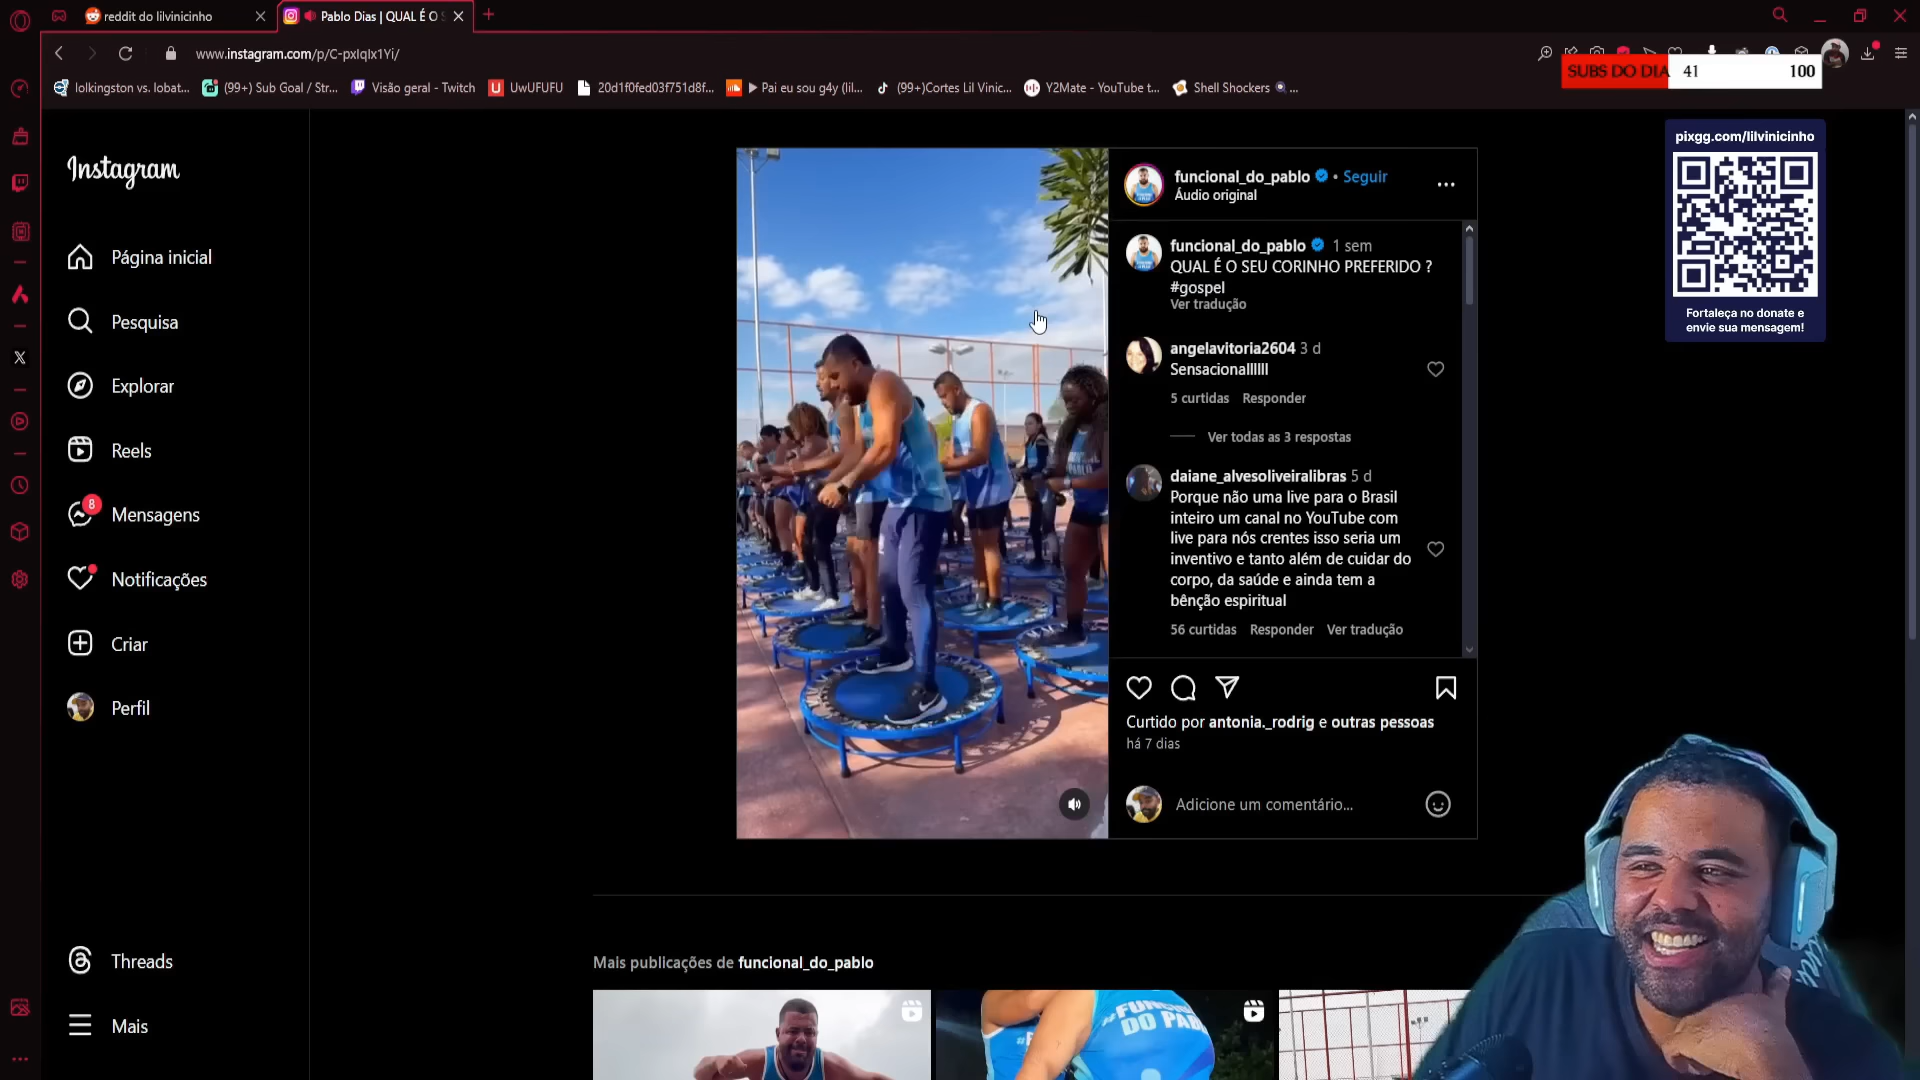 reddit do lilvinicinho
Pablo Dias | QUAL É O S
www.instagram.com/p/C-pxlqlx1Yi/
lolkingston vs. lobat...
(99+) Sub Goal / Str...
Visão geral - Twitch
UwUFUFU
20d1f0fed03f751d8f...
Pai eu sou g4y (lil...
(99+)Cortes Lil Vinic...
Y2Mate - YouTube t...
Shell Shockers
...
SUBS DO DIA 41 100
pixgg.com/lilvinicinho
Fortaleça no donate e
envie sua mensagem!
Instagram
Página inicial
Pesquisa
Explorar
Reels
8
Mensagens
Notificações
Criar
Perfil
Threads
Mais
funcional_do_pablo • Seguir
Áudio original
funcional_do_pablo 1 sem
QUAL É O SEU CORINHO PREFERIDO ?
#gospel
Ver tradução
angelavitoria2604 3 d
Sensacionalllllll
5 curtidas Responder
Ver todas as 3 respostas
daiane_alvesoliveiralibras 5 d
Porque não uma live para o Brasil
inteiro um canal no YouTube com
live para nós crentes isso seria um
inventivo e tanto além de cuidar do
corpo, da saúde e ainda tem a
bênção espiritual
56 curtidas Responder Ver tradução
Curtido por antonia._rodrig e outras pessoas
há 7 dias
Adicione um comentário...
Mais publicações de funcional_do_pablo
#FUNCI
DO PAB